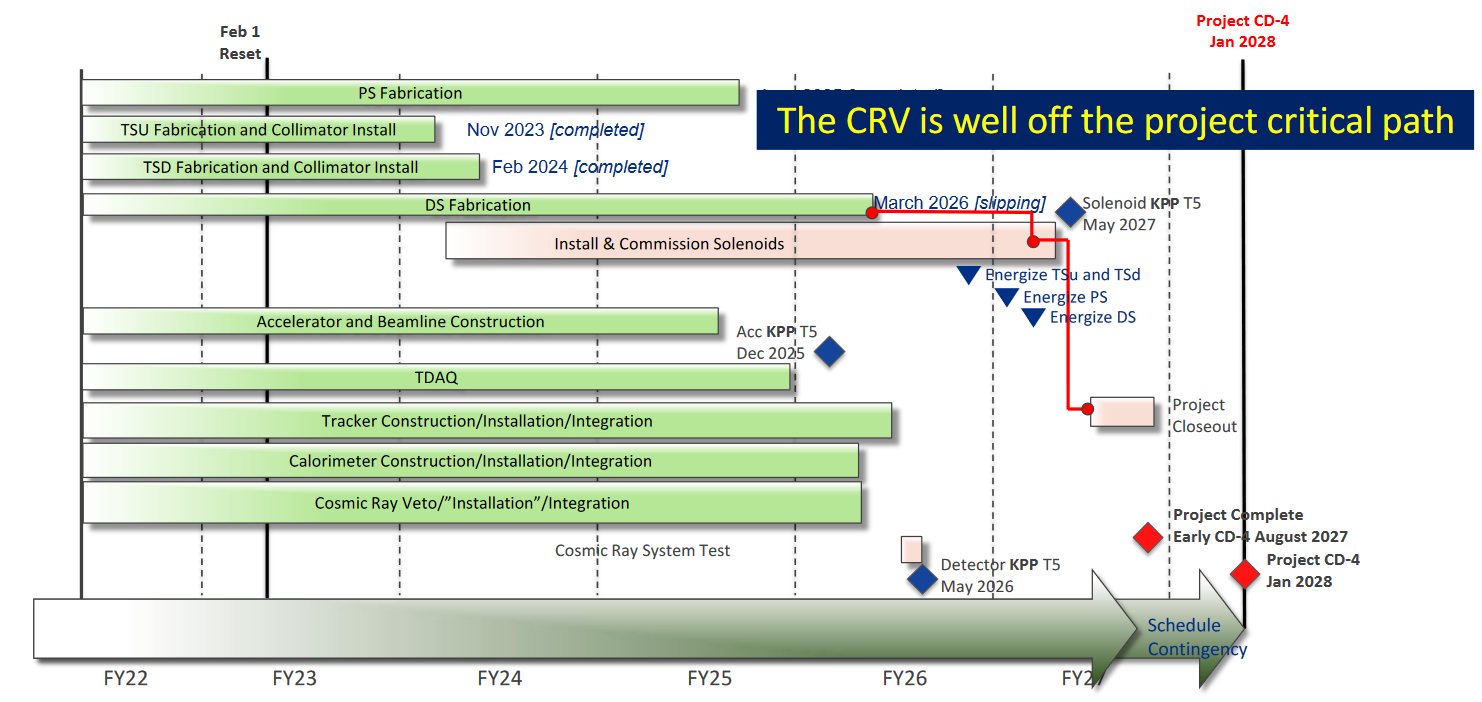 Project CD-4
Jan 2028
Feb 1
Reset
PS Fabrication
The CRV is well off the project critical path
TSU Fabrication and Collimator Install
Nov 2023 [completed]
TSD Fabrication and Collimator Install
Feb 2024 [completed]
DS Fabrication
March 2026 [slipping]
Solenoid KPP T5
May 2027
Install & Commission Solenoids
Energize TSu and TSd
Energize PS
Energize DS
Accelerator and Beamline Construction
Acc KPP T5
Dec 2025
TDAQ
Tracker Construction/Installation/Integration
Project
Closeout
Calorimeter Construction/Installation/Integration
Cosmic Ray Veto/”Installation”/Integration
Project Complete
Early CD-4 August 2027
Cosmic Ray System Test
Detector KPP T5
May 2026
Project CD-4
Jan 2028
Schedule
Contingency
FY22
FY23
FY24
FY25
FY26
FY27